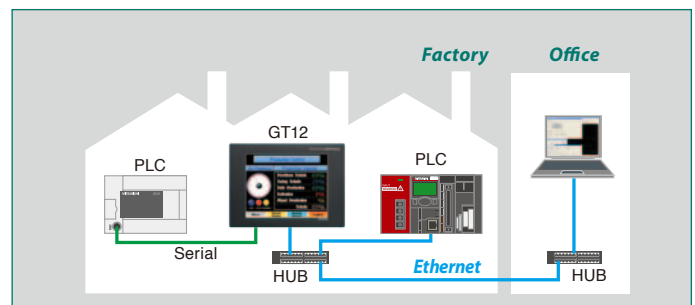 Factory
Office
GT12
PLC
PLC
Serial
HUB
Ethernet
HUB